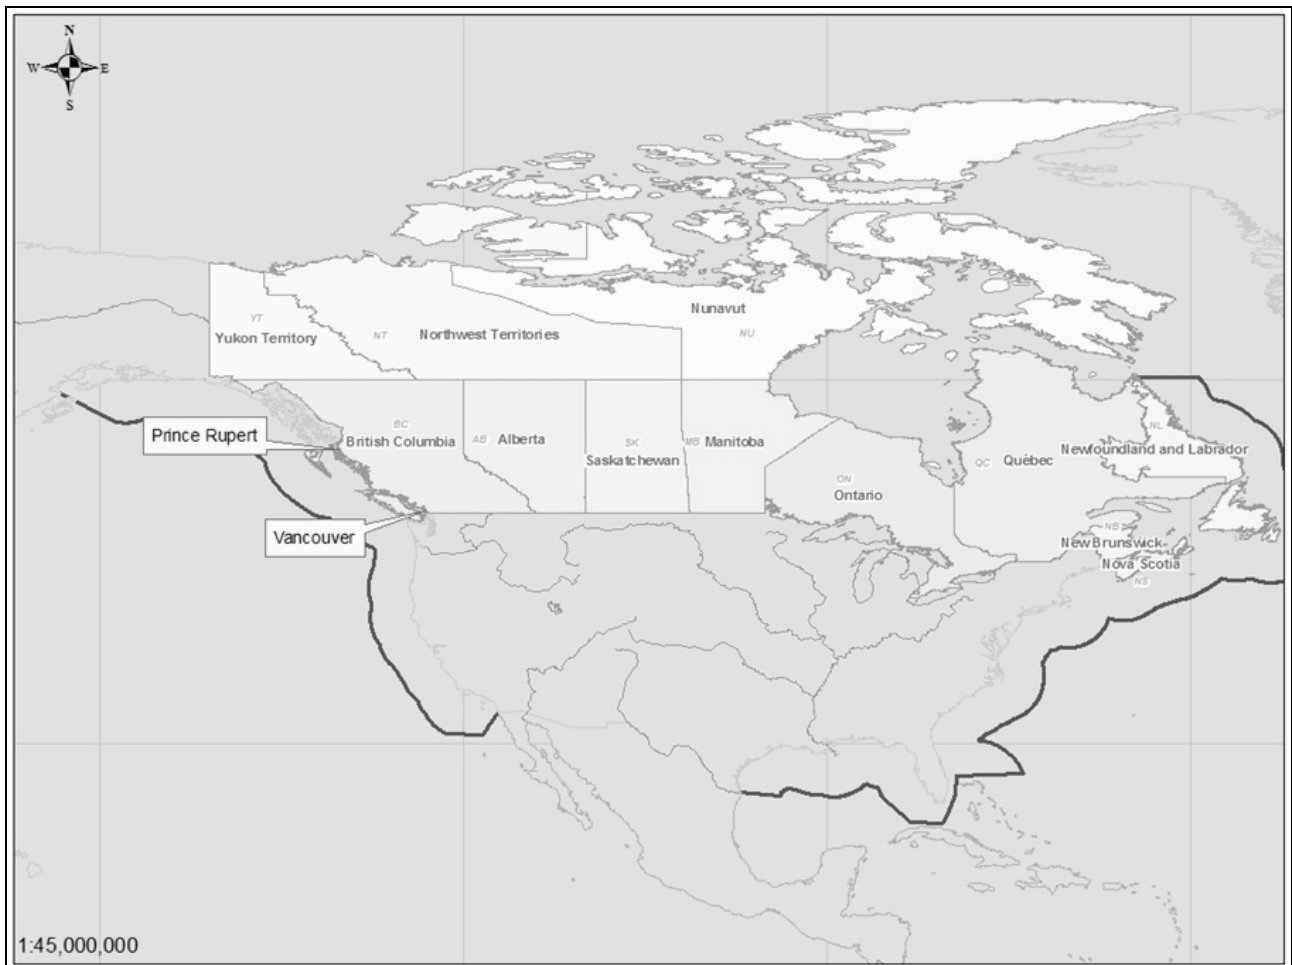 N
W E
S
Nunavut
NU
YT
Yukon Territory
NT
Northwest Territories
Prince Rupert
BC
British Columbia
AB
Alberta
SK
Saskatchewan
MB
Manitoba
ON
Ontario
QC
Québec
NL
Newfoundland and Labrador
NB
New Brunswick
Nova Scotia
NS
Vancouver
1:45,000,000